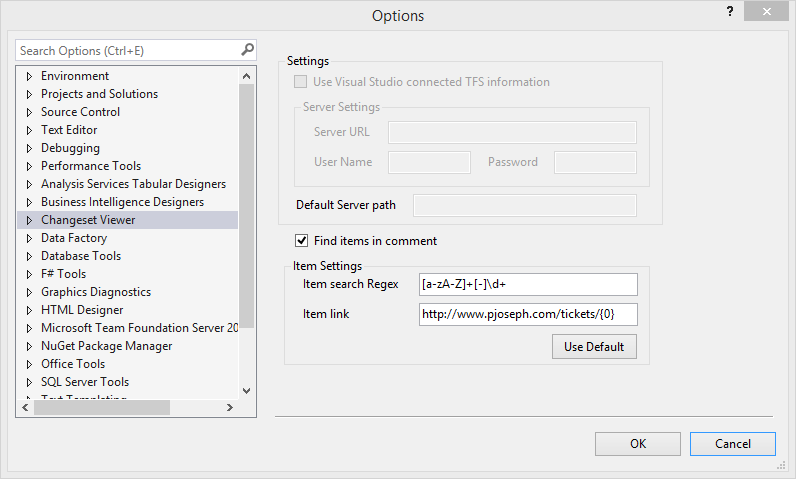 Options
?
Search Options (Ctrl+E)
Environment
Projects and Solutions
Source Control
Text Editor
Debugging
Performance Tools
Analysis Services Tabular Designers
Business Intelligence Designers
Changeset Viewer
Data Factory
Database Tools
F# Tools
Graphics Diagnostics
HTML Designer
Microsoft Team Foundation Server 20
NuGet Package Manager
Office Tools
SQL Server Tools
Text Templating
Settings
Use Visual Studio connected TFS information
Server Settings
Server URL
User Name Password
Default Server path
Find items in comment
Item Settings
Item search Regex [a-zA-Z]+[-]\d+
Item link http://www.pjoseph.com/tickets/{0}
Use Default
OK Cancel